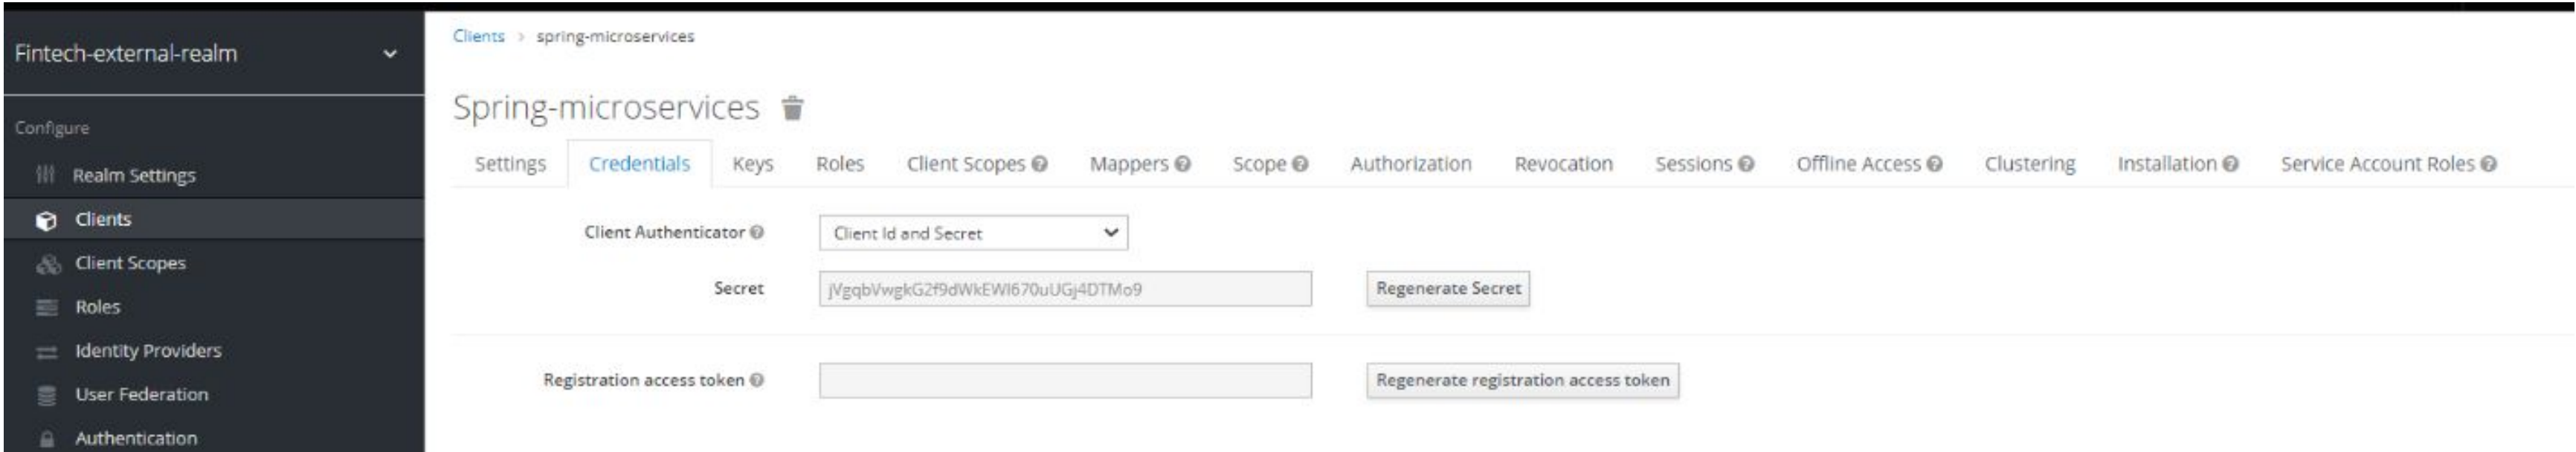 Fintech-external-realm
Configure
Realm Settings
Clients
Client Scopes
Roles
Identity Providers
User Federation
Authentication
Clients > spring-microservices
Spring-microservices
Settings Credentials Keys Roles Client Scopes Mappers Scope Authorization Revocation Sessions Offline Access Clustering Installation Service Account Roles
Client Authenticator Client Id and Secret
Secret jVgqbVwgkG2f9dWkEWI670uUGj4DTMo9 Regenerate Secret
Registration access token Regenerate registration access token